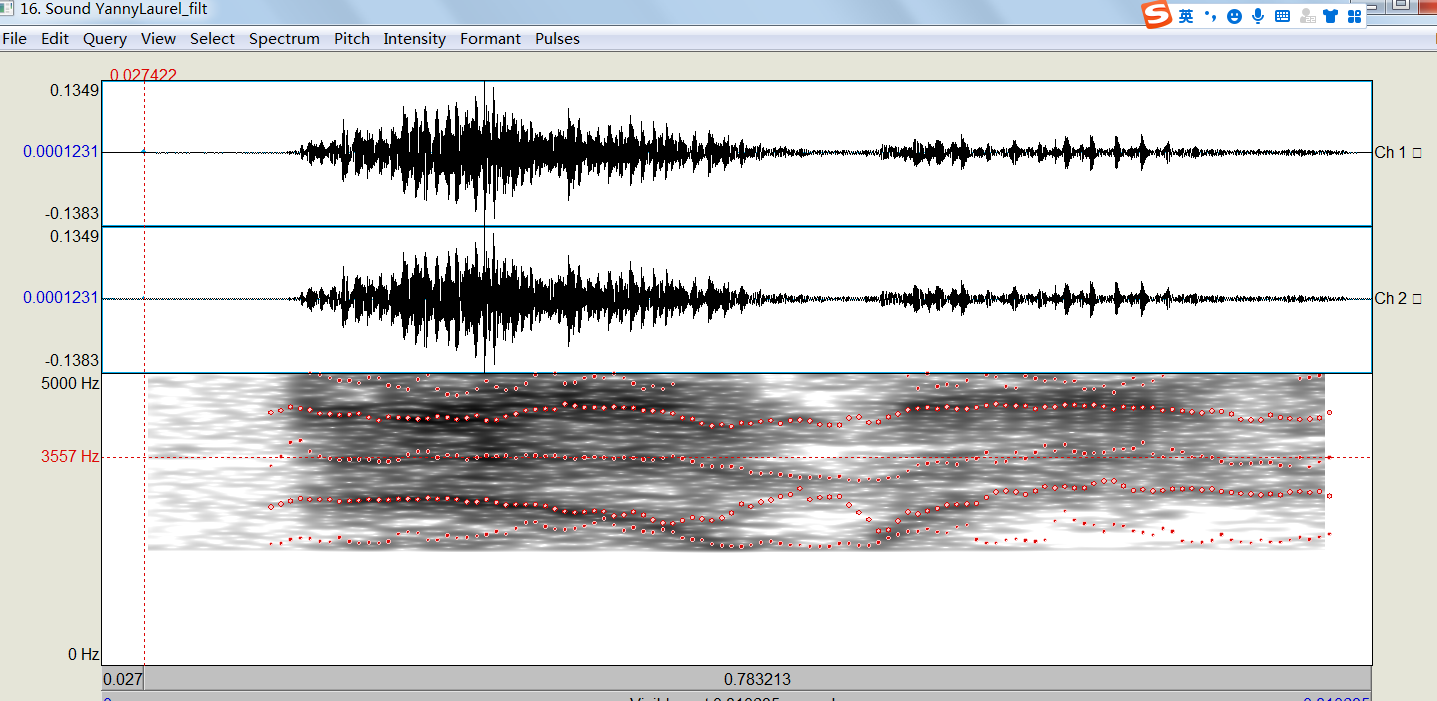 16. Sound YannyLaurel_filt
英
File Edit Query View Select Spectrum Pitch Intensity Formant Pulses
0.027422
0.1349
0.0001231
-0.1383
Ch 1
0.1349
0.0001231
-0.1383
Ch 2
5000 Hz
3557 Hz
0 Hz
0.027 0.783213